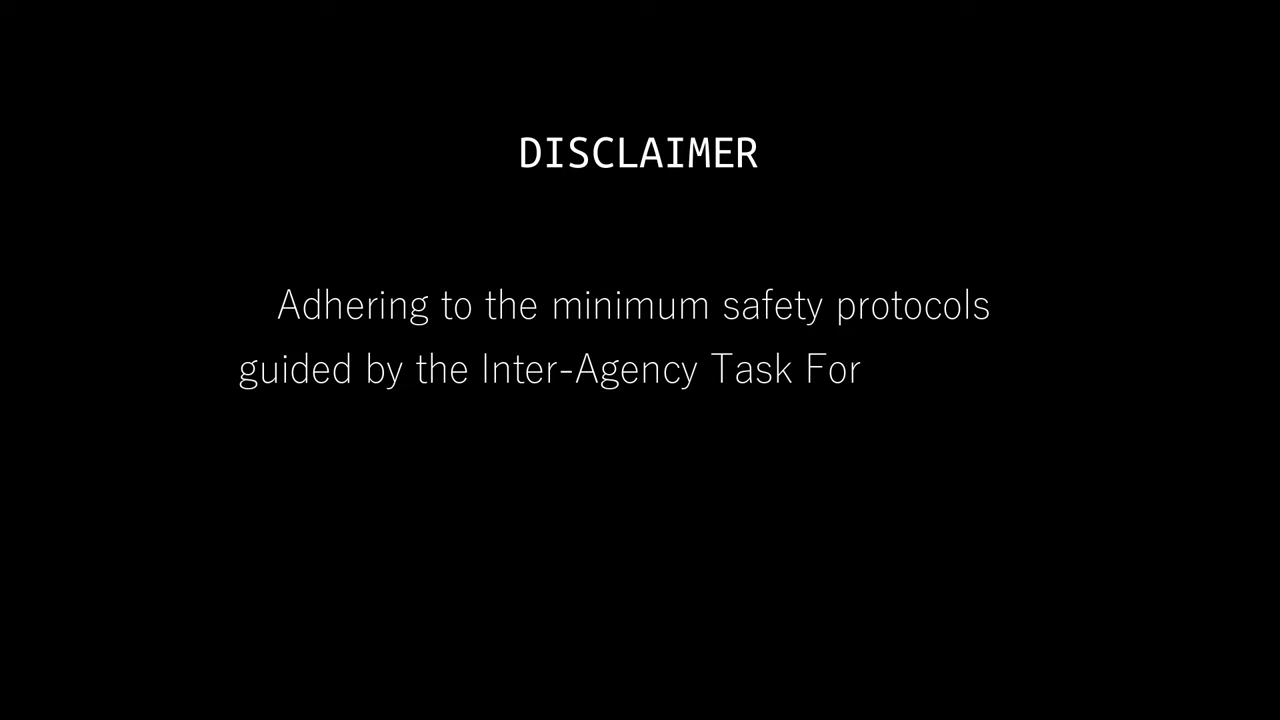 DISCLAIMER
Adhering to the minimum safety protocols
guided by the Inter-Agency Task For